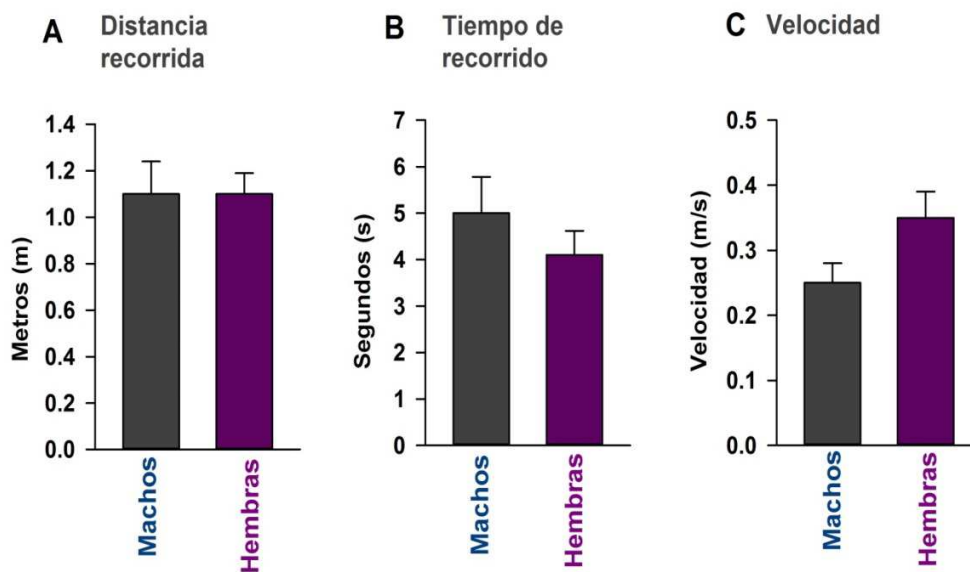 A Distancia
recorrida
Metros (m)
1.4
1.2
1.0
0.8
0.6
0.4
0.2
0.0
Machos
Hembras
B Tiempo de
recorrido
Segundos (s)
7
6
5
4
3
2
1
0
Machos
Hembras
C Velocidad
Velocidad (m/s)
0.5
0.4
0.3
0.2
0.1
0.0
Machos
Hembras